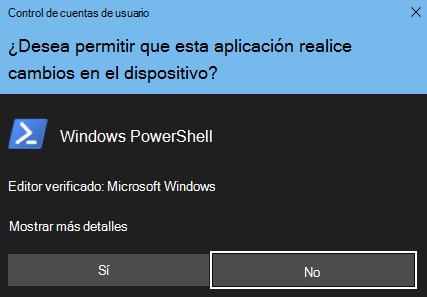 Control de cuentas de usuario
¿Desea permitir que esta aplicación realice
cambios en el dispositivo?
Windows PowerShell
Editor verificado: Microsoft Windows
Mostrar más detalles
Sí
No